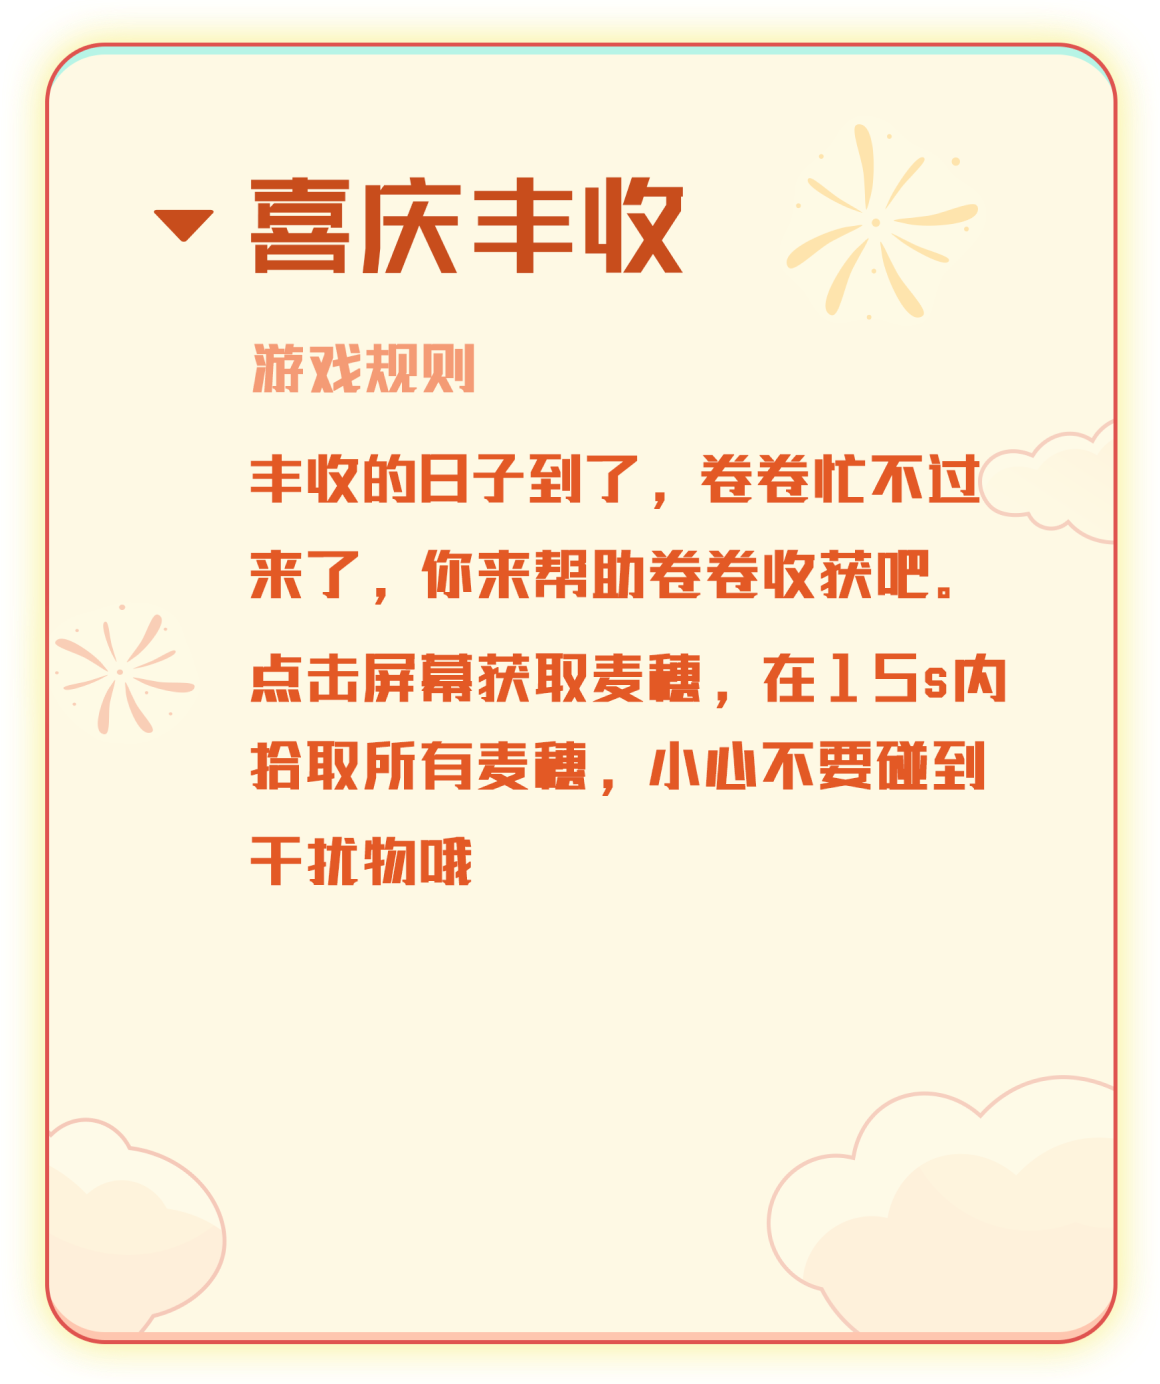 喜庆丰收
游戏规则
丰收的日子到了，卷卷忙不过
来了，你来帮助卷卷收获吧。
点击屏幕获取麦穗，在15s内
拾取所有麦穗，小心不要碰到
干扰物哦